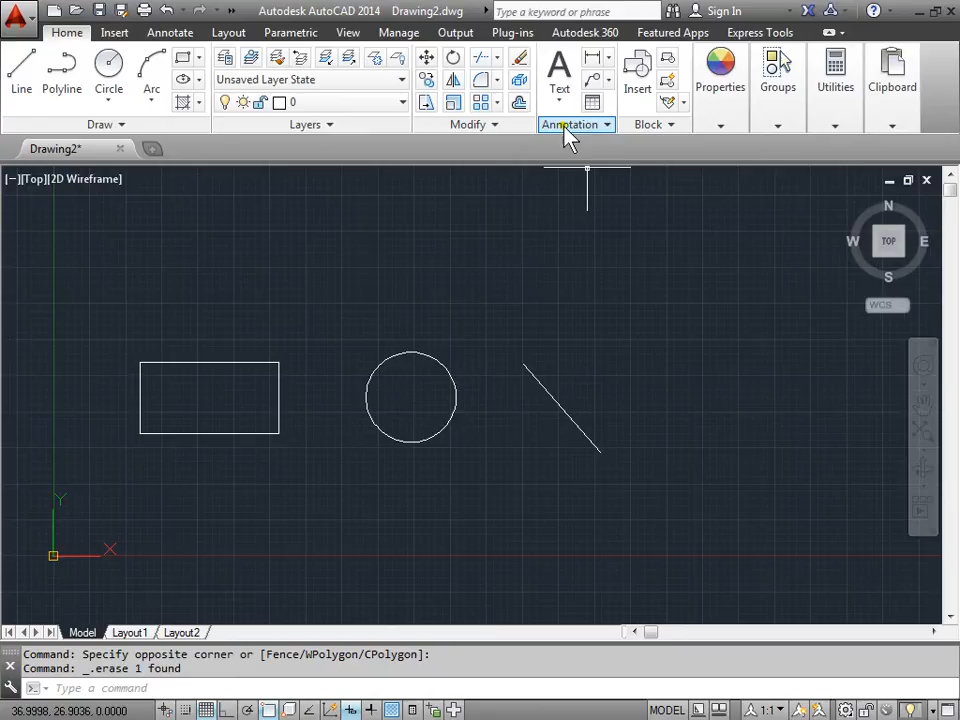 Autodesk AutoCAD 2014 Drawing2.dwg Type a keyword or phrase Sign In
Home Insert Annotate Layout Parametric View Manage Output Plug-ins Autodesk 360 Featured Apps Express Tools
Unsaved Layer State
Line Polyline Circle Arc Text Insert Properties Groups Utilities Clipboard
0
Draw Layers Modify Annotation Block
Drawing2*
[−][Top][2D Wireframe]
N
W TOP E
S
WCS
Y
X
Model Layout1 Layout2
Command: Specify opposite corner or [Fence/WPolygon/CPolygon]:
Command: _.erase 1 found
Type a command
36.9998, 26.9036, 0.0000 MODEL 1:1